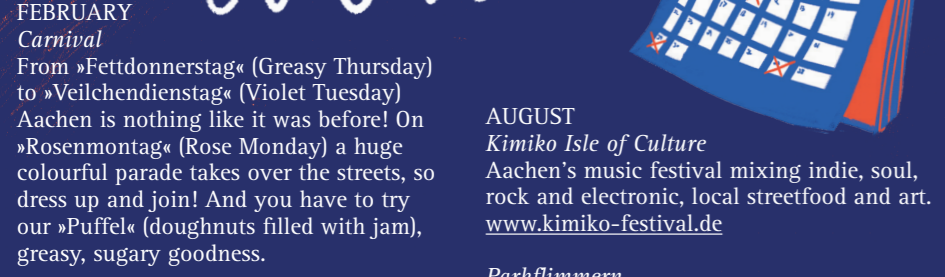 FEBRUARY
Carnival
From »Fettdonnerstag« (Greasy Thursday)
to »Veilchendienstag« (Violet Tuesday)
Aachen is nothing like it was before! On
»Rosenmontag« (Rose Monday) a huge
colourful parade takes over the streets, so
dress up and join! And you have to try
our »Puffel« (doughnuts filled with jam),
greasy, sugary goodness.
AUGUST
Kimiko Isle of Culture
Aachen's music festival mixing indie, soul,
rock and electronic, local streetfood and art.
www.kimiko-festival.de
Parkflimmern